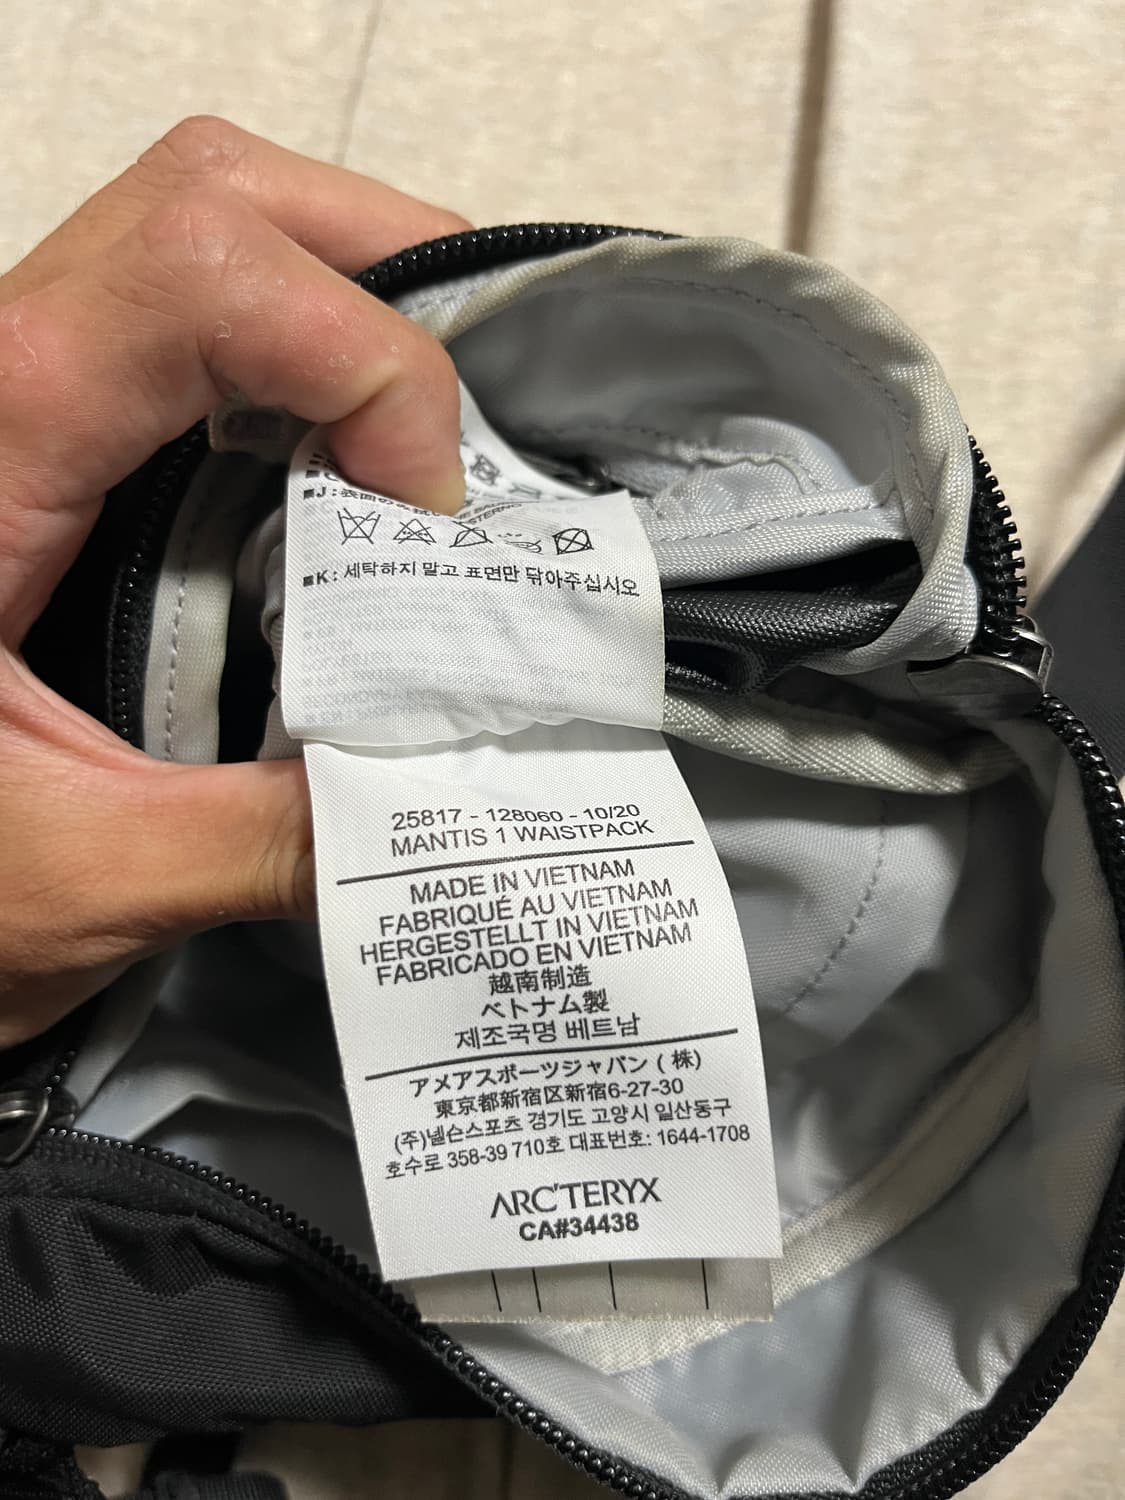 ■J:表面の
STERNO
■K: 세탁하지 말고 표면만 닦아주십시오
25817 - 128060 - 10/20
MANTIS 1 WAISTPACK
MADE IN VIETNAM
FABRIQUÉ AU VIETNAM
HERGESTELLT IN VIETNAM
FABRICADO EN VIETNAM
越南制造
ベトナム製
제조국명 베트남
アメアスポーツジャパン ( 株)
東京都新宿区新宿6-27-30
(주)넬슨스포츠 경기도 고양시 일산동구
호수로 358-39 710호 대표번호: 1644-1708
ARC'TERYX
CA#34438